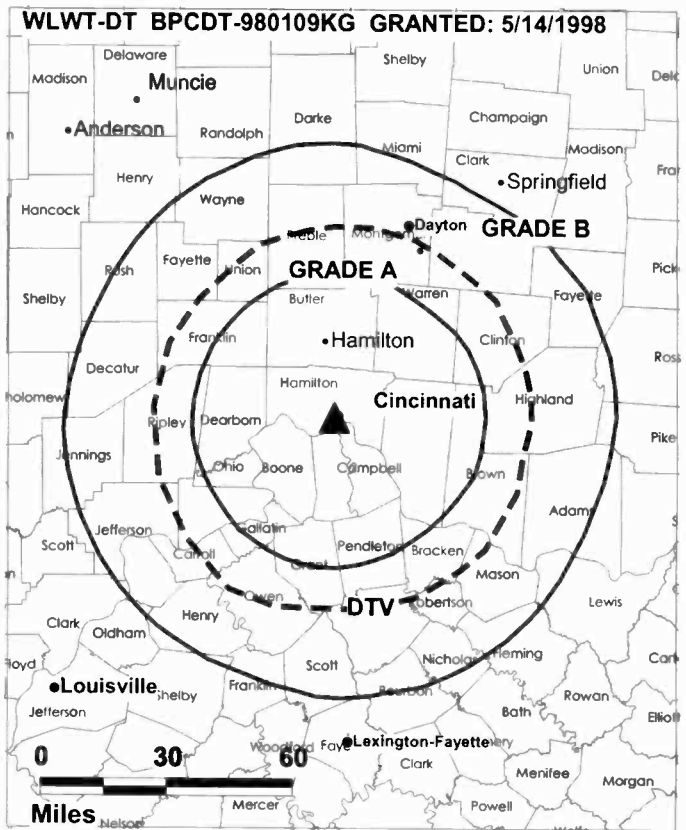 WLWT-DT BPCDT-980109KG GRANTED: 5/14/1998
Delaware
Shelby
Union
Madison
Muncie
Anderson
Randolph
Darke
Champaign
Miami
Clark
Madison
Henry
Springfield
Wayne
Hancock
Dayton
GRADE B
Fayette
Union
GRADE A
Shelby
Butler
Warren
Fayette
Franklin
Hamilton
Clinton
Decatur
Hamilton
Cincinnati
Highland
Ripley
Dearborn
Pike
Jennings
Ohio
Boone
Campbell
Brown
Adams
Jefferson
Gallatin
Scott
Carroll
Grant
Pendleton
Bracken
Mason
Owen
DTV
Robertson
Lewis
Henry
Clark
Oldham
Scott
Nicholas
Fleming
Louisville
Shelby
Franklin
Bourbon
Rowan
Jefferson
Bath
Woodford
Lexington-Fayette
Clark
Menifee
Morgan
0 30 60
Miles
Mercer
Powell
Nelson